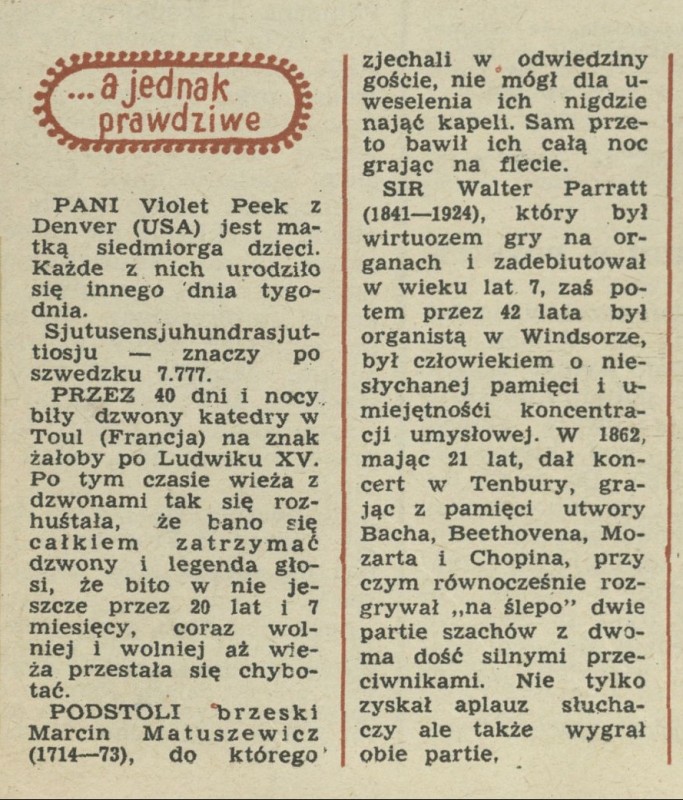 ... a jednak
prawdziwe
PANI Violet Peek z
Denver (USA) jest ma-
tką siedmiorga dzieci.
Każde z nich urodziło
się innego dnia tygo-
dnia.
Sjutusensjuhundrasjut-
tiosju — znaczy po
szwedzku 7.777.
PRZEZ 40 dni i nocy
biły dzwony katedry w
Toul (Francja) na znak
żałoby po Ludwiku XV.
Po tym czasie wieża z
dzwonami tak się roz-
huśtała, że bano się
całkiem zatrzymać
dzwony i legenda gło-
si, że bito w nie je-
szcze przez 20 lat i 7
miesięcy, coraz wol-
niej i wolniej aż wie-
ża przestała się chybo-
tać.
PODSTOLI brzeski
Marcin Matuszewicz
(1714—73), do którego
zjechali w odwiedziny
goście, nie mógł dla u-
weselenia ich nigdzie
nająć kapeli. Sam prze-
to bawił ich całą noc
grając na flecie.
SIR Walter Parratt
(1841—1924), który był
wirtuozem gry na or-
ganach i zadebiutował
w wieku lat 7, zaś po-
tem przez 42 lata był
organistą w Windsorze,
był człowiekiem o nie-
słychanej pamięci i u-
miejętnośći koncentra-
cji umysłowej. W 1862,
mając 21 lat, dał kon-
cert w Tenbury, gra-
jąc z pamięci utwory
Bacha, Beethovena, Mo-
zarta i Chopina, przy
czym równocześnie roz-
grywał „na ślepo” dwie
partie szachów z dwo-
ma dość silnymi prze-
ciwnikami. Nie tylko
zyskał aplauz słucha-
czy ale także wygrał
obie partie.